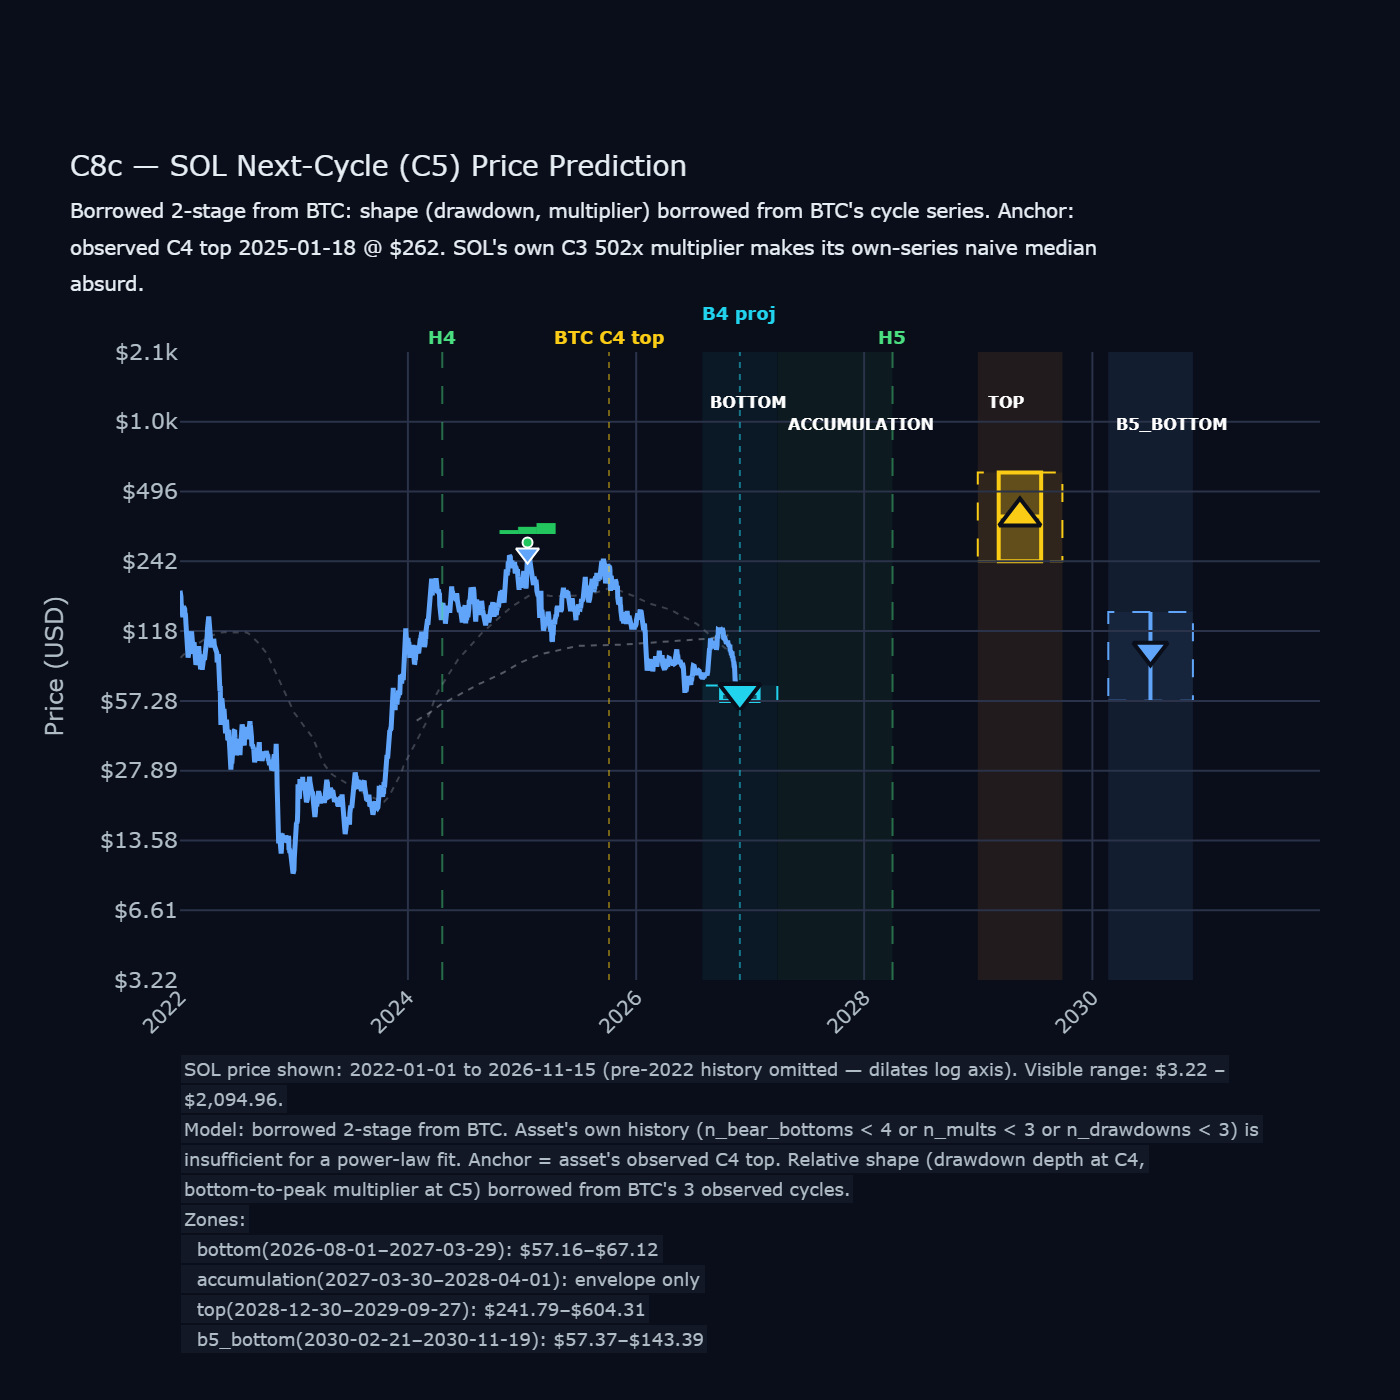 C8c — SOL Next-Cycle (C5) Price Prediction
Borrowed 2-stage from BTC: shape (drawdown, multiplier) borrowed from BTC's cycle series. Anchor:
observed C4 top 2025-01-18 @ $262. SOL's own C3 502x multiplier makes its own-series naive median
absurd.
B4 proj
H4
BTC C4 top
H5
$2.1k
BOTTOM
TOP
$1.0k
ACCUMULATION
B5_BOTTOM
$496
$242
$118
$57.28
$27.89
$13.58
$6.61
$3.22
Price (USD)
2022
2024
2026
2028
2030
SOL price shown: 2022-01-01 to 2026-11-15 (pre-2022 history omitted — dilates log axis). Visible range: $3.22 –
$2,094.96.
Model: borrowed 2-stage from BTC. Asset's own history (n_bear_bottoms < 4 or n_mults < 3 or n_drawdowns < 3) is
insufficient for a power-law fit. Anchor = asset's observed C4 top. Relative shape (drawdown depth at C4,
bottom-to-peak multiplier at C5) borrowed from BTC's 3 observed cycles.
Zones:
bottom(2026-08-01–2027-03-29): $57.16–$67.12
accumulation(2027-03-30–2028-04-01): envelope only
top(2028-12-30–2029-09-27): $241.79–$604.31
b5_bottom(2030-02-21–2030-11-19): $57.37–$143.39